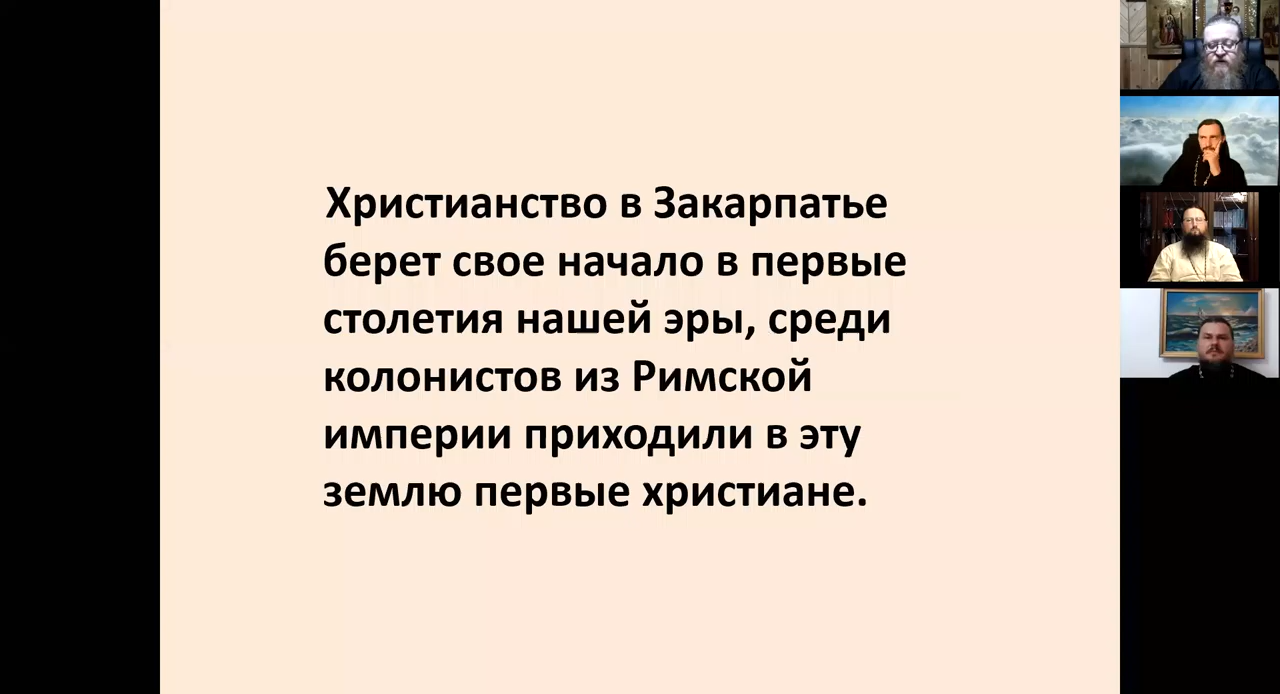 Христианство в Закарпатье
берет свое начало в первые
столетия нашей эры, среди
колонистов из Римской
империи приходили в эту
землю первые христиане.